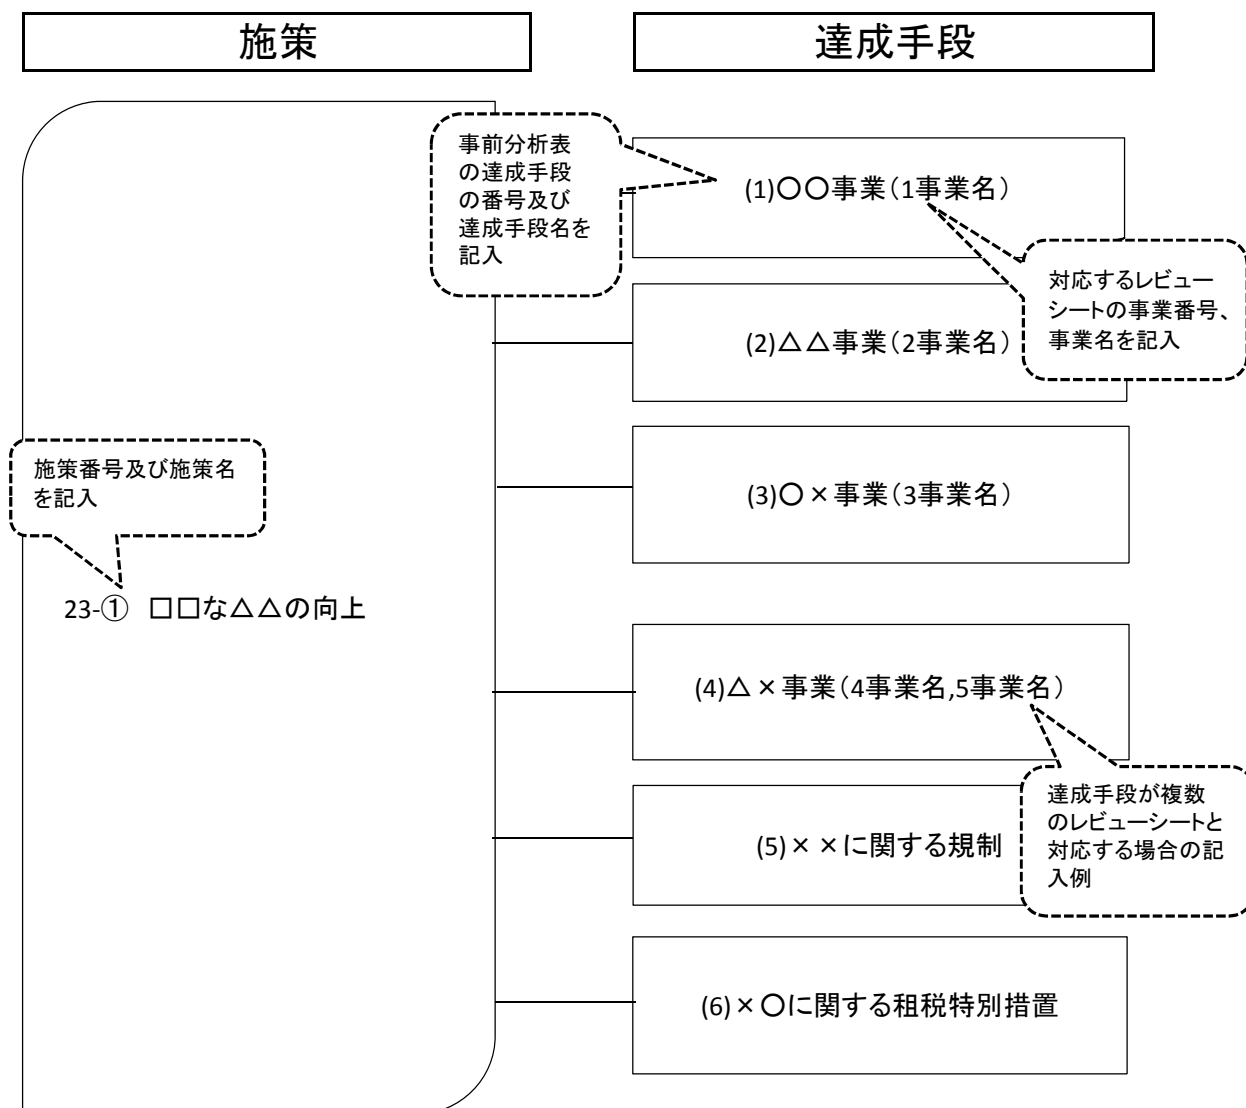 施策
達成手段
事前分析表
の達成手段
の番号及び
達成手段名を
記入
(1)〇〇事業(1事業名)
対応するレビュー
シートの事業番号、
事業名を記入
(2)△△事業(2事業名)
施策番号及び施策名
を記入
(3)〇×事業(3事業名)
23-① □□な△△の向上
(4)△×事業(4事業名,5事業名)
達成手段が複数
のレビューシートと
対応する場合の記
入例
(5)××に関する規制
(6)×〇に関する租税特別措置